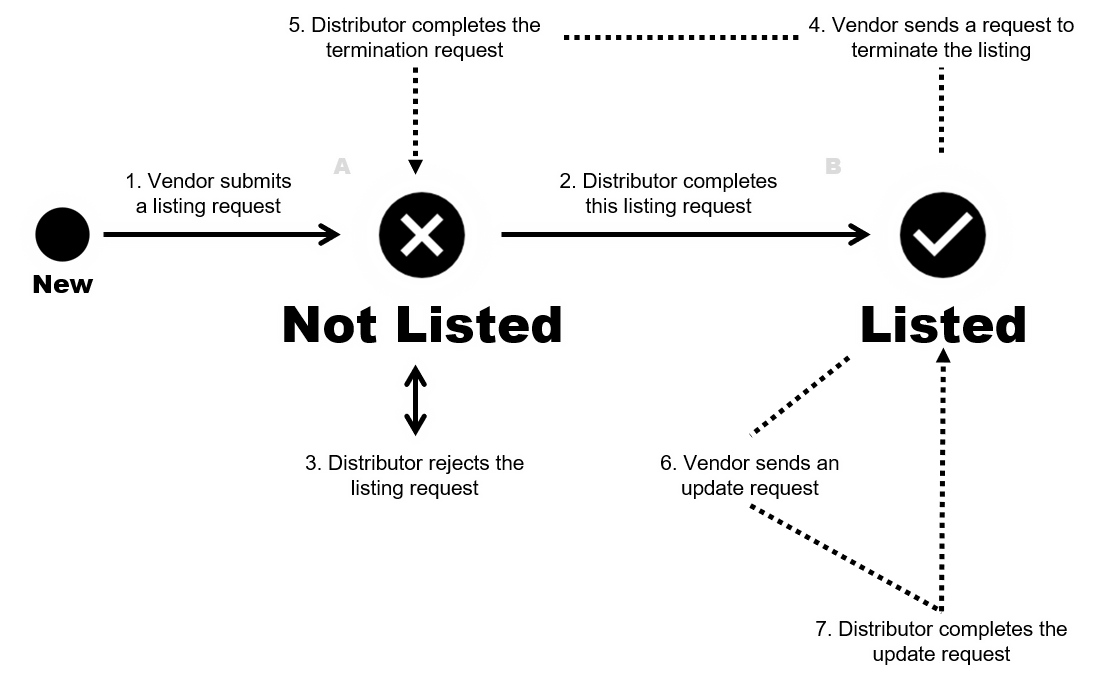 5. Distributor completes the
termination request
4. Vendor sends a request to
terminate the listing
A
B
1. Vendor submits
a listing request
2. Distributor completes
this listing request
New
Not Listed
Listed
3. Distributor rejects the
listing request
6. Vendor sends an
update request
7. Distributor completes the
update request